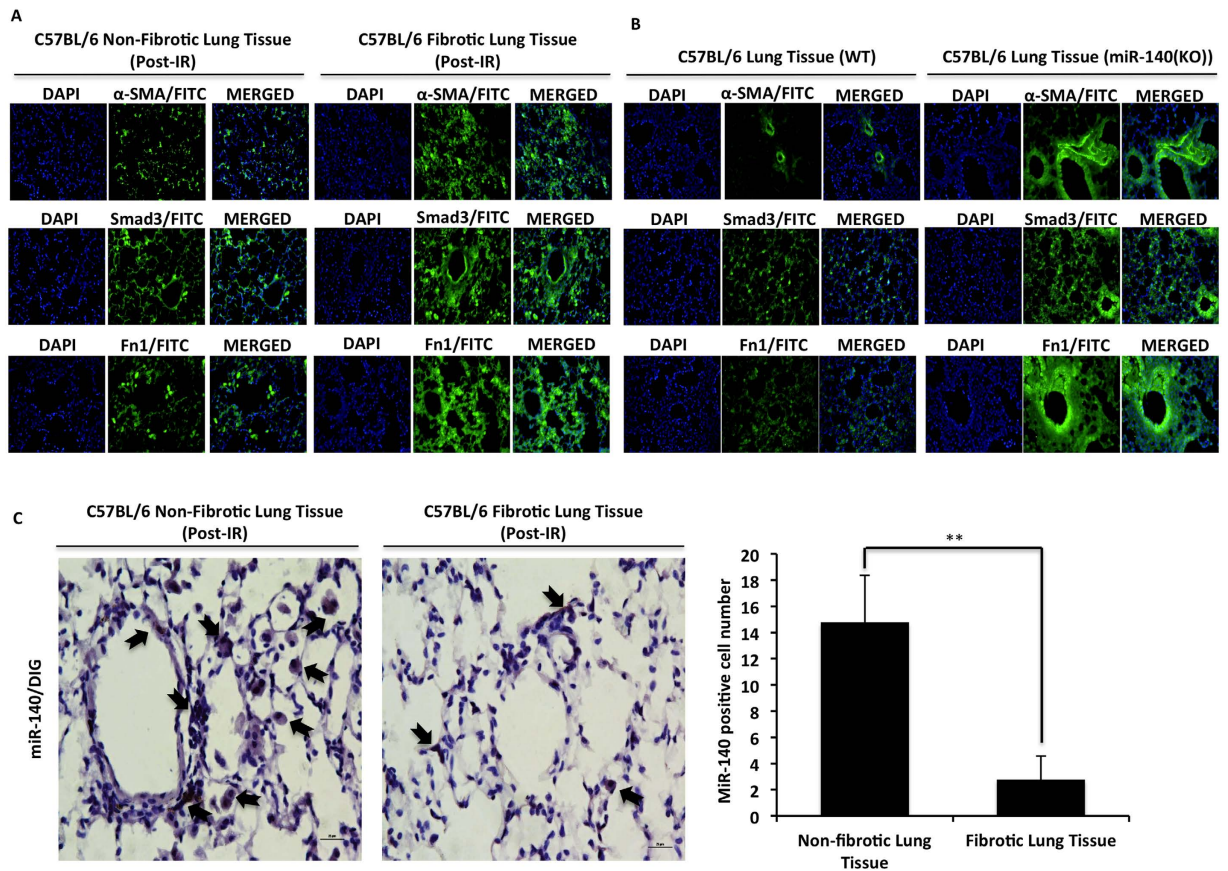 A
C57BL/6 Non-Fibrotic Lung Tissue
(Post-IR)
C57BL/6 Fibrotic Lung Tissue
(Post-IR)
DAPI α-SMA/FITC MERGED DAPI α-SMA/FITC MERGED
DAPI Smad3/FITC MERGED DAPI Smad3/FITC MERGED
DAPI Fn1/FITC MERGED DAPI Fn1/FITC MERGED
B
C57BL/6 Lung Tissue (WT)
C57BL/6 Lung Tissue (miR-140(KO))
DAPI α-SMA/FITC MERGED DAPI α-SMA/FITC MERGED
DAPI Smad3/FITC MERGED DAPI Smad3/FITC MERGED
DAPI Fn1/FITC MERGED DAPI Fn1/FITC MERGED
C
C57BL/6 Non-Fibrotic Lung Tissue
(Post-IR)
C57BL/6 Fibrotic Lung Tissue
(Post-IR)
miR-140/DIG
MiR-140 positive cell number
20
18
16
14
12
10
8
6
4
2
0
**
Non-fibrotic Lung
Tissue
Fibrotic Lung Tissue